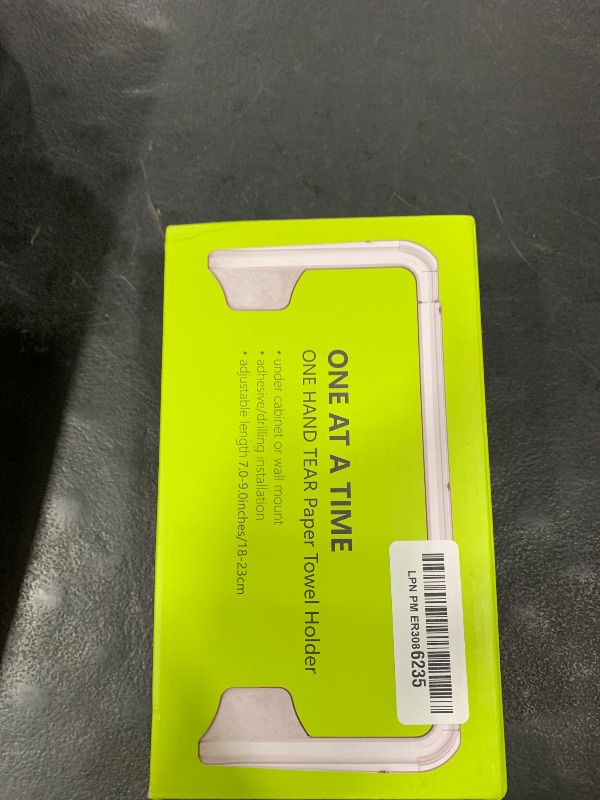 ONE AT A TIME
ONE HAND TEAR Paper Towel Holder
• under cabinet or wall mount
• adhesive/drilling installation
• adjustable length 7.0-9.0inches/18-23cm
LPN PM ER3086235